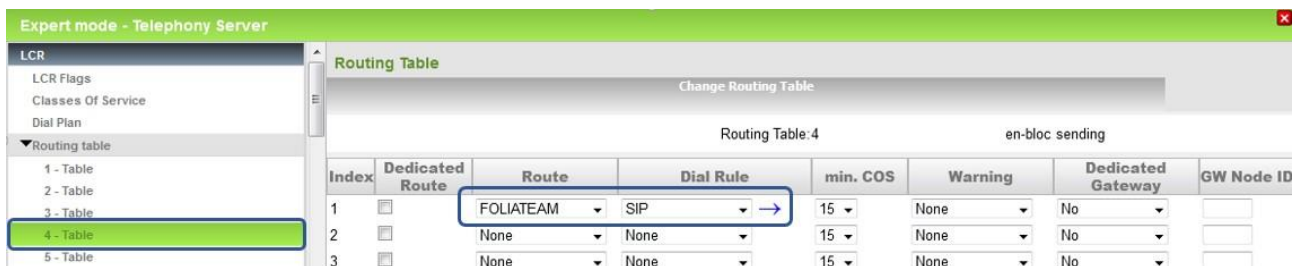 Expert mode - Telephony Server
LCR
LCR Flags
Classes Of Service
Dial Plan
Routing table
1 - Table
2 - Table
3 - Table
4 - Table
5 - Table
Routing Table
Change Routing Table
Routing Table:4 en-bloc sending
Index Dedicated Route Route Dial Rule min. COS Warning Dedicated Gateway GW Node ID
1 FOLIATEAM SIP → 15 None No
2 None None 15 None No
3 None None 15 None No